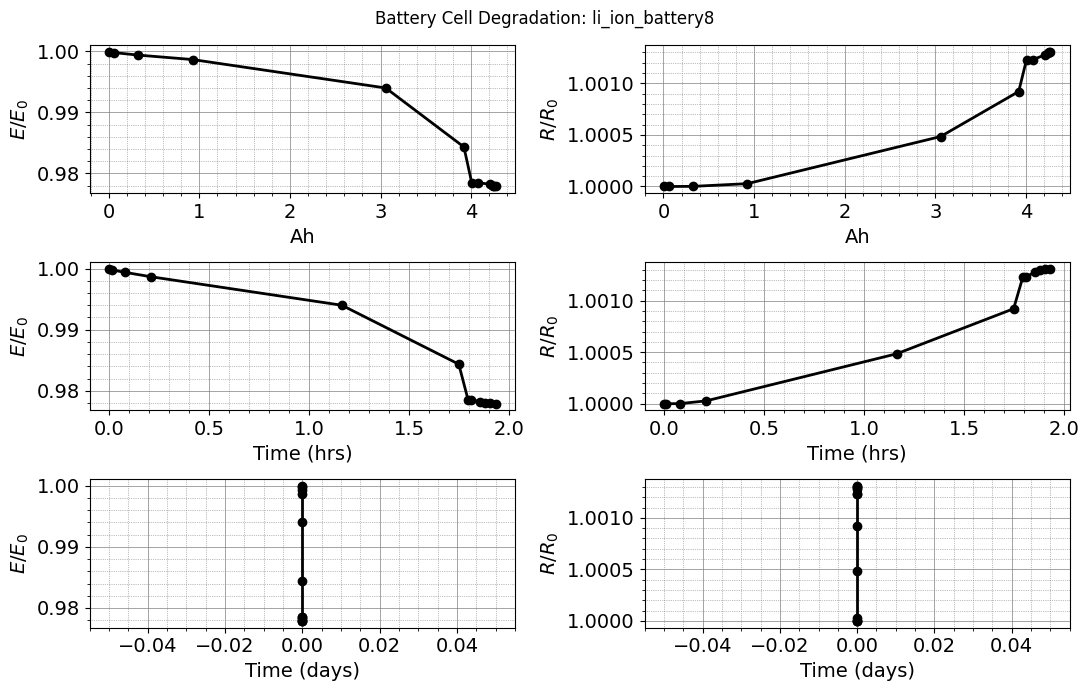 Battery Cell Degradation: li_ion_battery8
E/E₀
1.00
0.99
0.98
0 1 2 3 4
Ah
R/R₀
1.0010
1.0005
1.0000
0 1 2 3 4
Ah
E/E₀
1.00
0.99
0.98
0.0 0.5 1.0 1.5 2.0
Time (hrs)
R/R₀
1.0010
1.0005
1.0000
0.0 0.5 1.0 1.5 2.0
Time (hrs)
E/E₀
1.00
0.99
0.98
−0.04 −0.02 0.00 0.02 0.04
Time (days)
R/R₀
1.0010
1.0005
1.0000
−0.04 −0.02 0.00 0.02 0.04
Time (days)